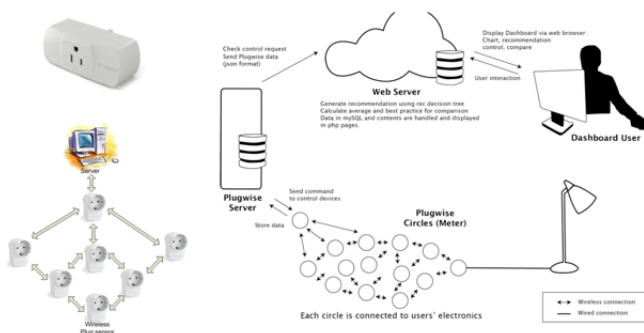 Check control request
Send Plugwise data
(json format)
Display Dashboard via web browser:
Chart, recommendation
control, compare
User interaction
Web Server
Generate recommendation using rec decision tree
Calculate average and best practice for comparison
Data in mySQL and contents are handled and displayed
in php pages.
Dashboard User
Server
Plugwise
Server
Send command
to control devices
Store data
Plugwise
Circles (Meter)
Wireless
Plug sensor
Each circle is connected to users' electronics
Wireless connection
Wired connection